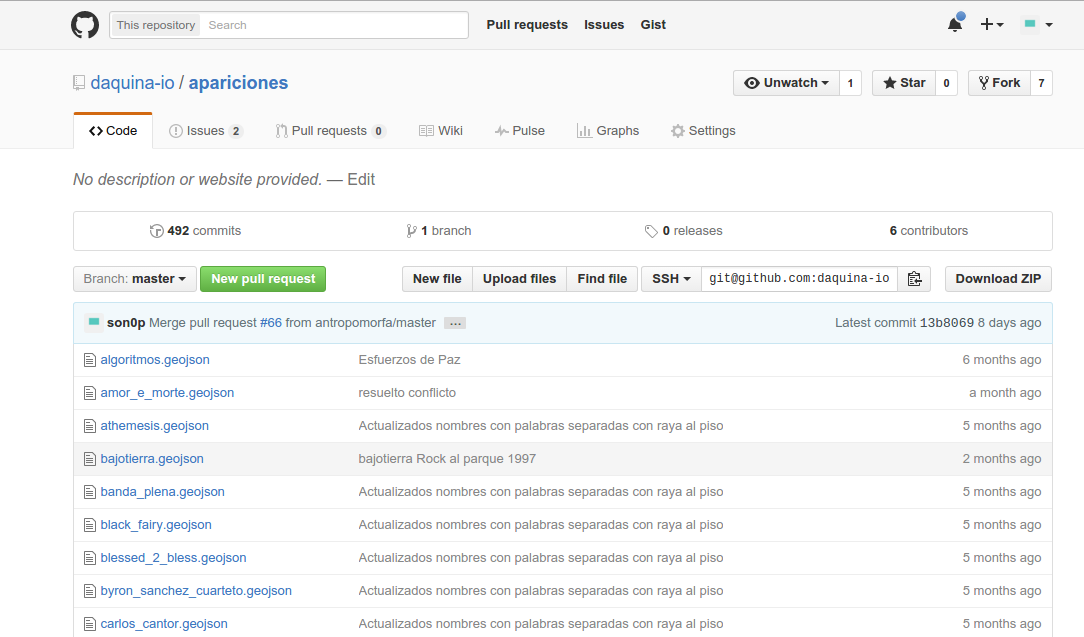 This repository Search Pull requests Issues Gist
daquina-io / apariciones Unwatch 1 Star 0 Fork 7
Code Issues 2 Pull requests 0 Wiki Pulse Graphs Settings
No description or website provided. — Edit
492 commits 1 branch 0 releases 6 contributors
Branch: master New pull request New file Upload files Find file SSH git@github.com:daquina-io Download ZIP
son0p Merge pull request #66 from antropomorfa/master … Latest commit 13b8069 8 days ago
algoritmos.geojson Esfuerzos de Paz 6 months ago
amor_e_morte.geojson resuelto conflicto a month ago
athemesis.geojson Actualizados nombres con palabras separadas con raya al piso 5 months ago
bajotierra.geojson bajotierra Rock al parque 1997 2 months ago
banda_plena.geojson Actualizados nombres con palabras separadas con raya al piso 5 months ago
black_fairy.geojson Actualizados nombres con palabras separadas con raya al piso 5 months ago
blessed_2_bless.geojson Actualizados nombres con palabras separadas con raya al piso 5 months ago
byron_sanchez_cuarteto.geojson Actualizados nombres con palabras separadas con raya al piso 5 months ago
carlos_cantor.geojson Actualizados nombres con palabras separadas con raya al piso 5 months ago